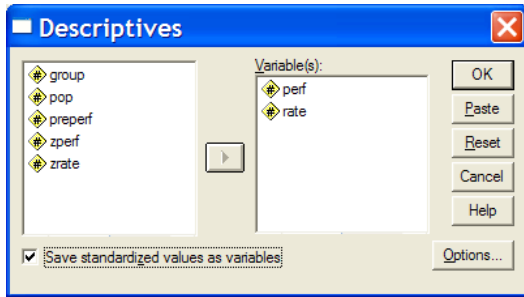 Descriptives
group
pop
preperf
zperf
zrate
Variable(s):
perf
rate
OK
Paste
Reset
Cancel
Help
Save standardized values as variables
Options...